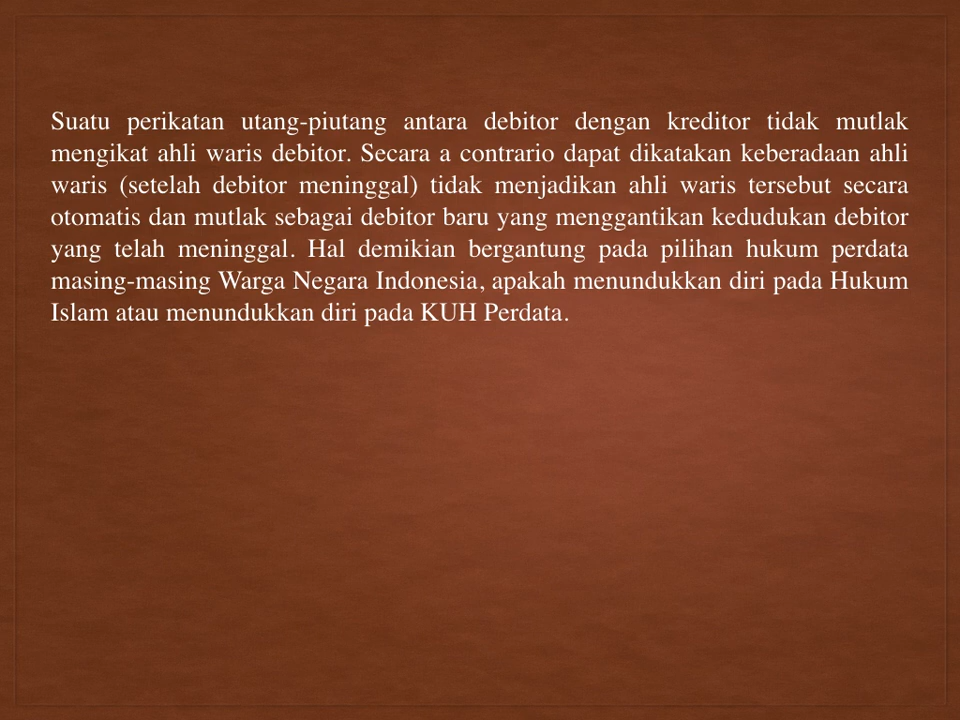 Suatu perikatan utang-piutang antara debitor dengan kreditor tidak mutlak
mengikat ahli waris debitor. Secara a contrario dapat dikatakan keberadaan ahli
waris (setelah debitor meninggal) tidak menjadikan ahli waris tersebut secara
otomatis dan mutlak sebagai debitor baru yang menggantikan kedudukan debitor
yang telah meninggal. Hal demikian bergantung pada pilihan hukum perdata
masing-masing Warga Negara Indonesia, apakah menundukkan diri pada Hukum
Islam atau menundukkan diri pada KUH Perdata.